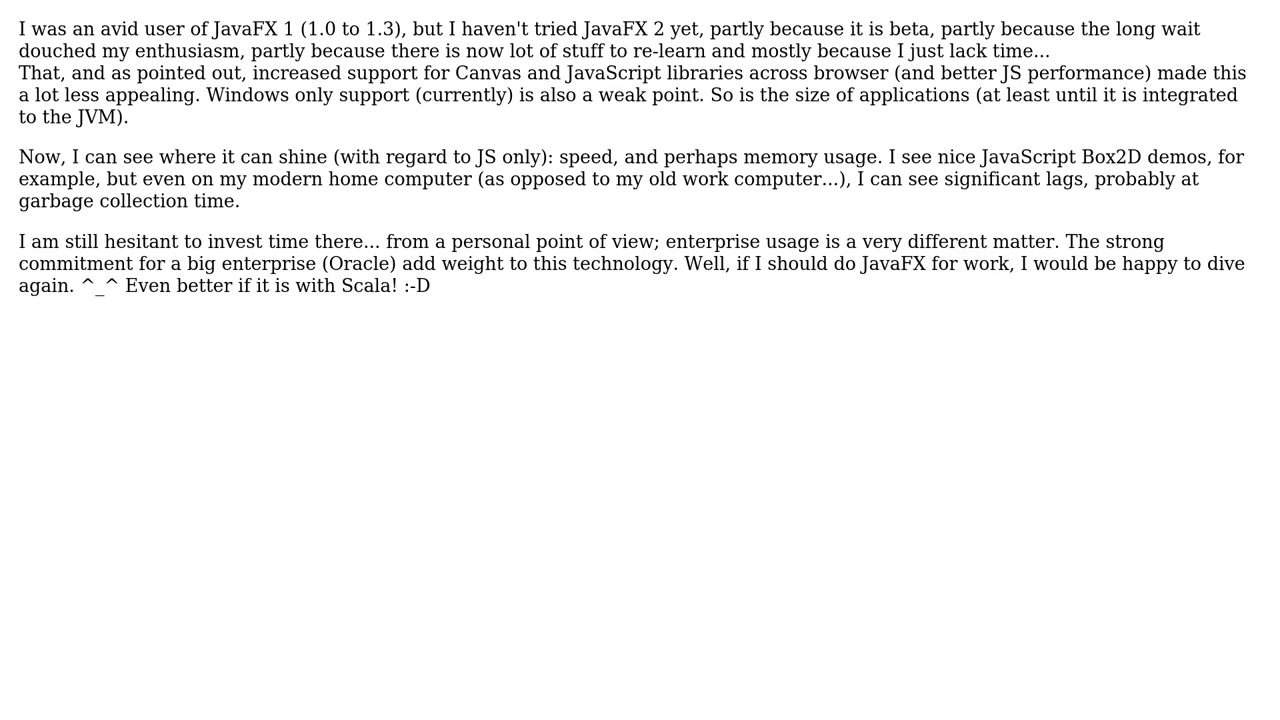 I was an avid user of JavaFX 1 (1.0 to 1.3), but I haven't tried JavaFX 2 yet, partly because it is beta, partly because the long wait
douched my enthusiasm, partly because there is now lot of stuff to re-learn and mostly because I just lack time...
That, and as pointed out, increased support for Canvas and JavaScript libraries across browser (and better JS performance) made this
a lot less appealing. Windows only support (currently) is also a weak point. So is the size of applications (at least until it is integrated
to the JVM).
Now, I can see where it can shine (with regard to JS only): speed, and perhaps memory usage. I see nice JavaScript Box2D demos, for
example, but even on my modern home computer (as opposed to my old work computer...), I can see significant lags, probably at
garbage collection time.
I am still hesitant to invest time there... from a personal point of view; enterprise usage is a very different matter. The strong
commitment for a big enterprise (Oracle) add weight to this technology. Well, if I should do JavaFX for work, I would be happy to dive
again. ^_^ Even better if it is with Scala! :-D